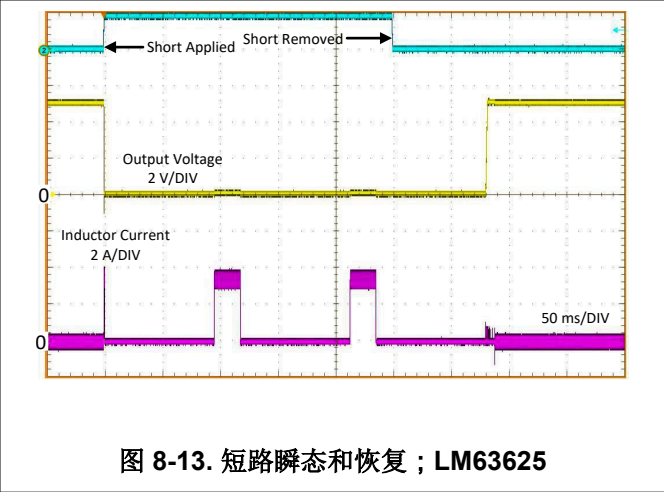 Short Applied
Short Removed
2
Output Voltage
2 V/DIV
0
Inductor Current
2 A/DIV
50 ms/DIV
0
图 8-13. 短路瞬态和恢复；LM63625